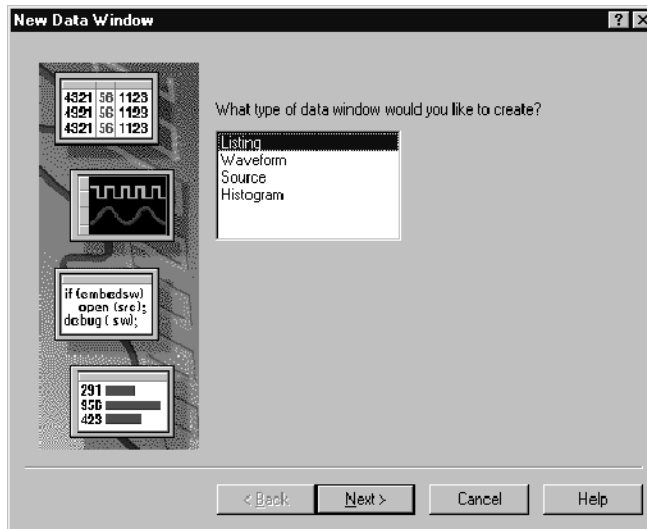 New Data Window
4321 56 1123
4321 56 1123
4321 56 1123
What type of data window would you like to create?
Listing
Waveform
Source
Histogram
if (embedsw)
open (src);
debug ( sw);
291
956
423
< Back
Next >
Cancel
Help